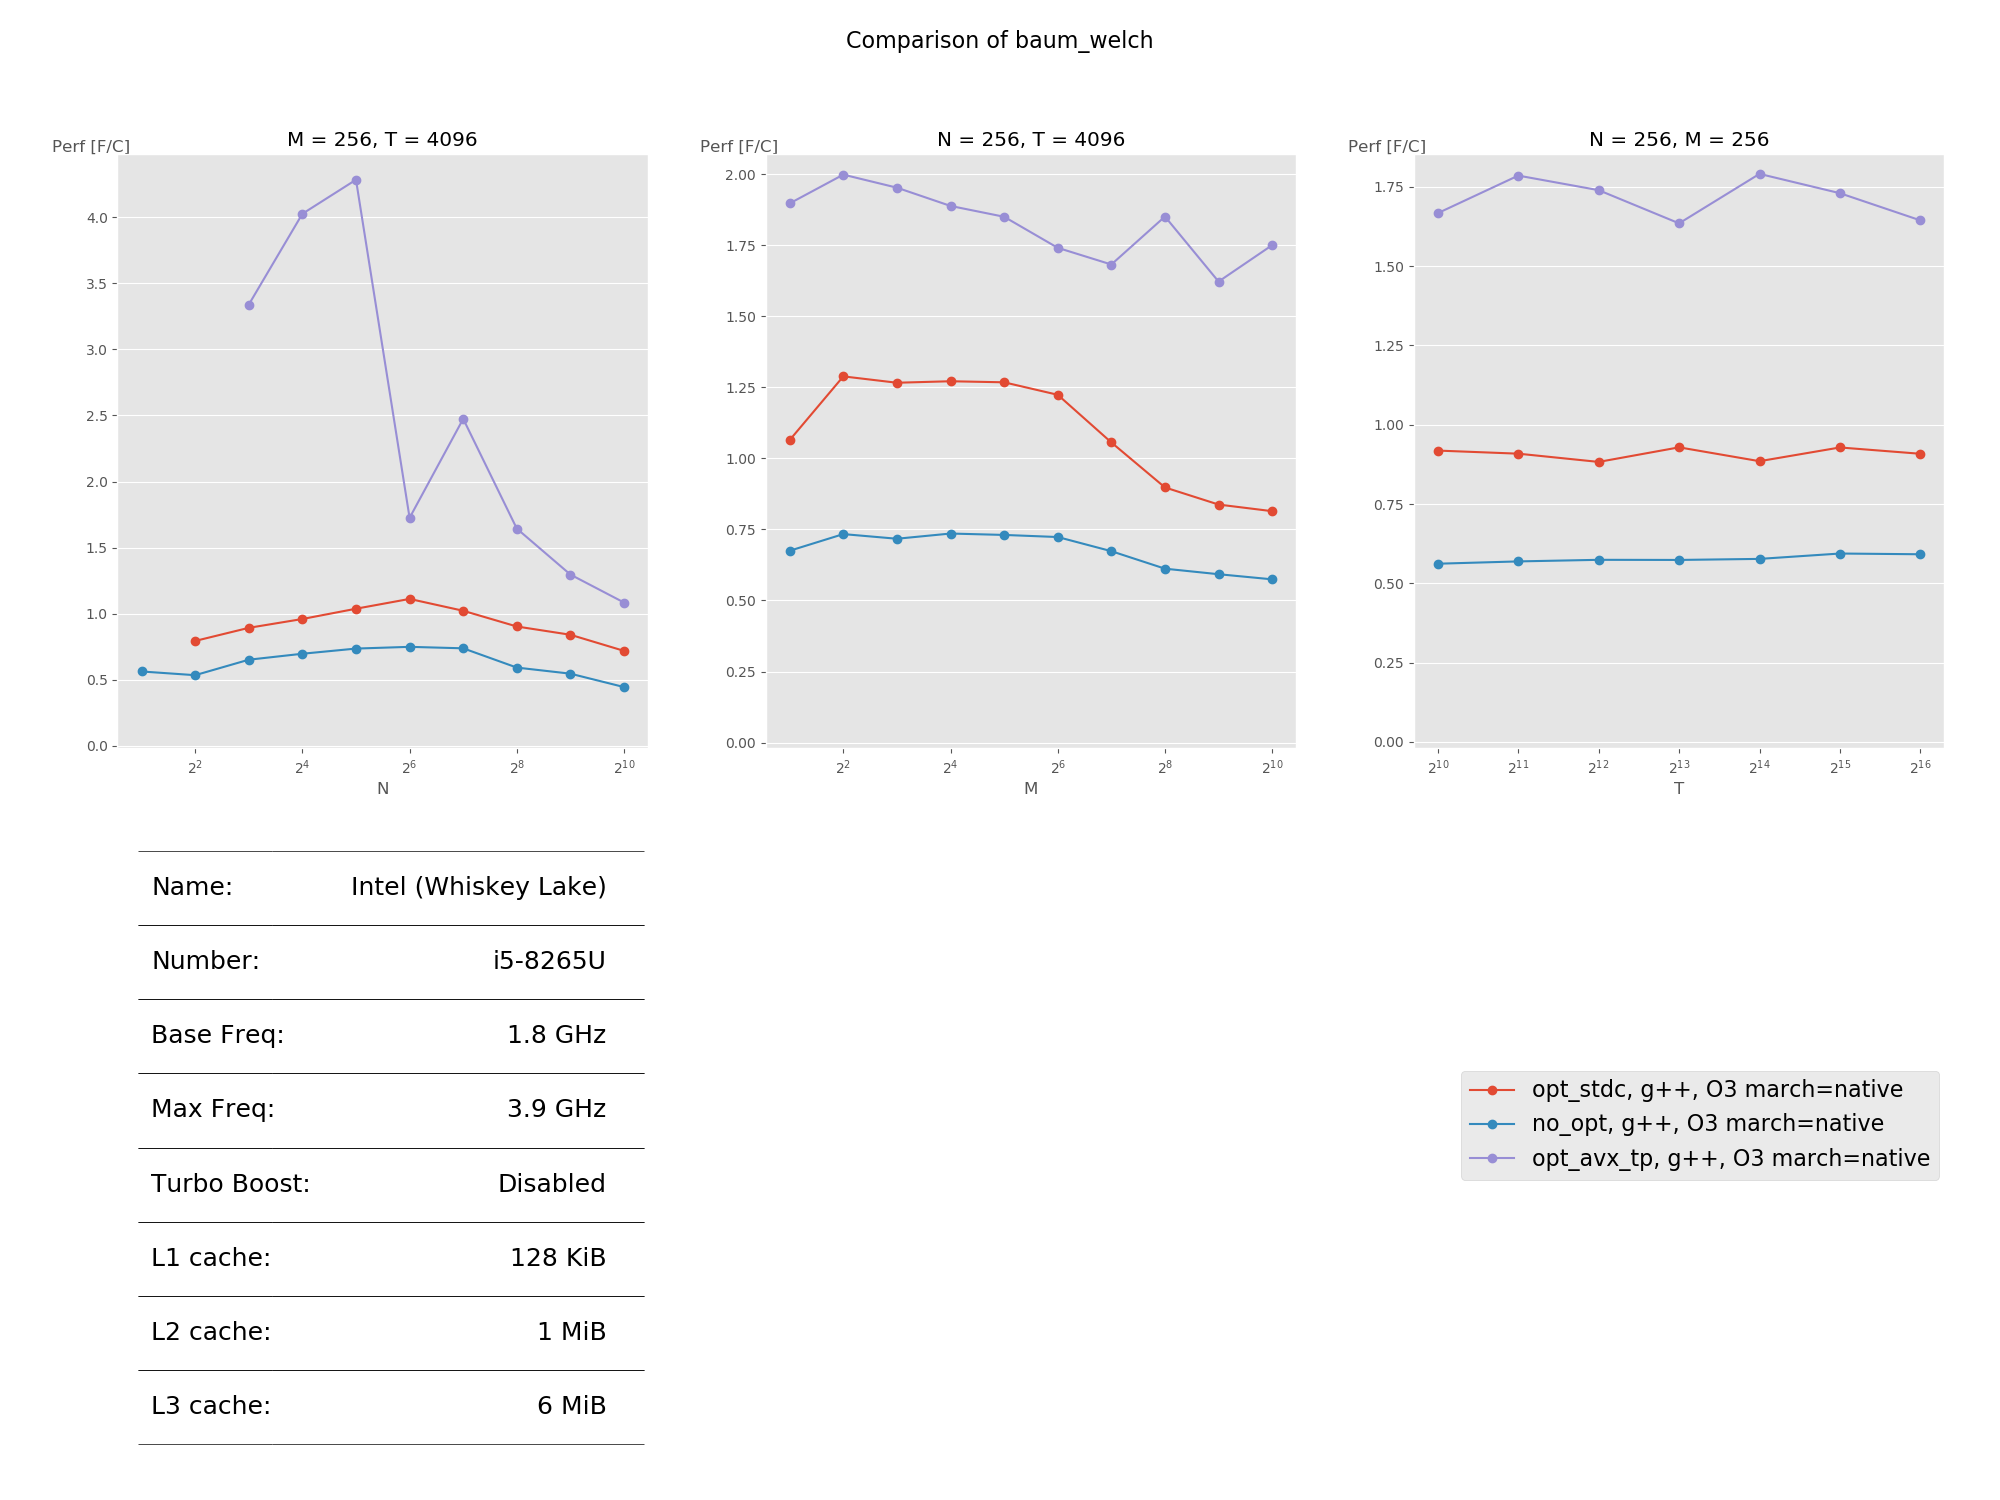 Comparison of baum_welch
Perf [F/C]
M = 256, T = 4096
4.0
3.5
3.0
2.5
2.0
1.5
1.0
0.5
0.0
2^2 2^4 2^6 2^8 2^10
N
Perf [F/C]
N = 256, T = 4096
2.00
1.75
1.50
1.25
1.00
0.75
0.50
0.25
0.00
2^2 2^4 2^6 2^8 2^10
M
Perf [F/C]
N = 256, M = 256
1.75
1.50
1.25
1.00
0.75
0.50
0.25
0.00
2^10 2^11 2^12 2^13 2^14 2^15 2^16
T
Name: Intel (Whiskey Lake)
Number: i5-8265U
Base Freq: 1.8 GHz
Max Freq: 3.9 GHz
Turbo Boost: Disabled
L1 cache: 128 KiB
L2 cache: 1 MiB
L3 cache: 6 MiB
opt_stdc, g++, O3 march=native
no_opt, g++, O3 march=native
opt_avx_tp, g++, O3 march=native